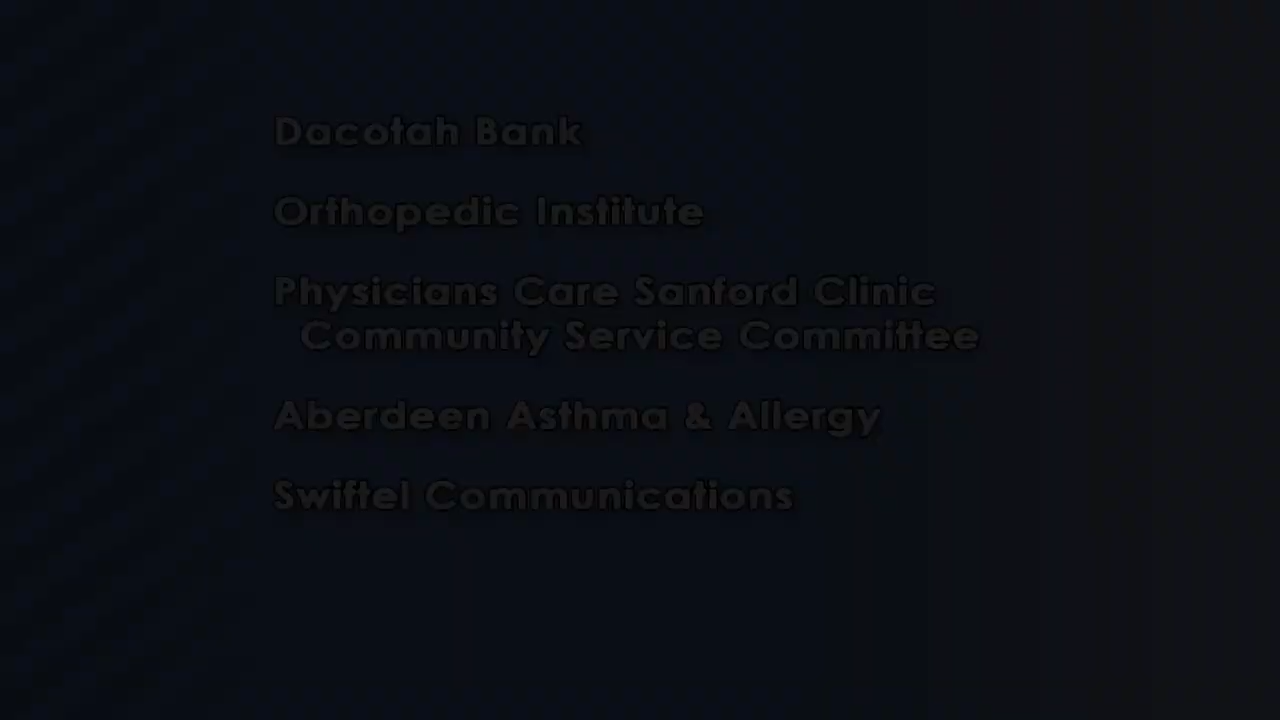 Dacotah Bank
Orthopedic Institute
Physicians Care Sanford Clinic
Community Service Committee
Aberdeen Asthma & Allergy
Swiftel Communications